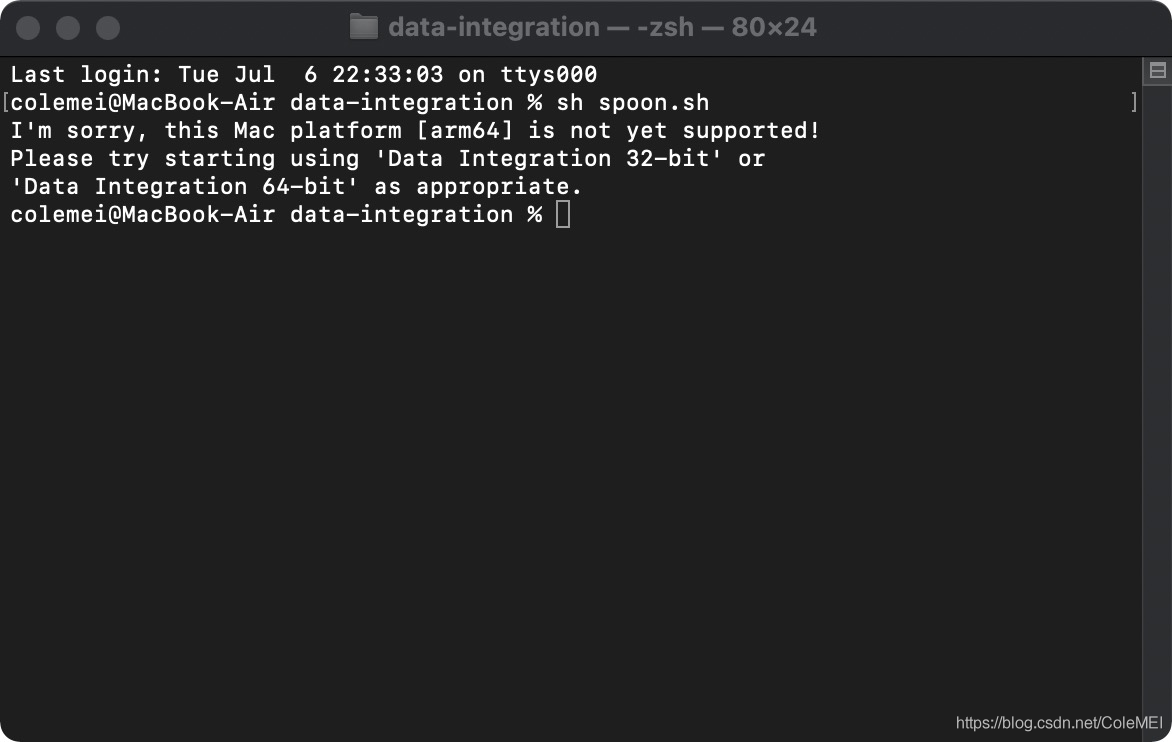 data-integration — -zsh — 80×24
Last login: Tue Jul  6 22:33:03 on ttys000
[colemei@MacBook-Air data-integration % sh spoon.sh ]
I'm sorry, this Mac platform [arm64] is not yet supported!
Please try starting using 'Data Integration 32-bit' or
'Data Integration 64-bit' as appropriate.
colemei@MacBook-Air data-integration %
https://blog.csdn.net/ColeMEI